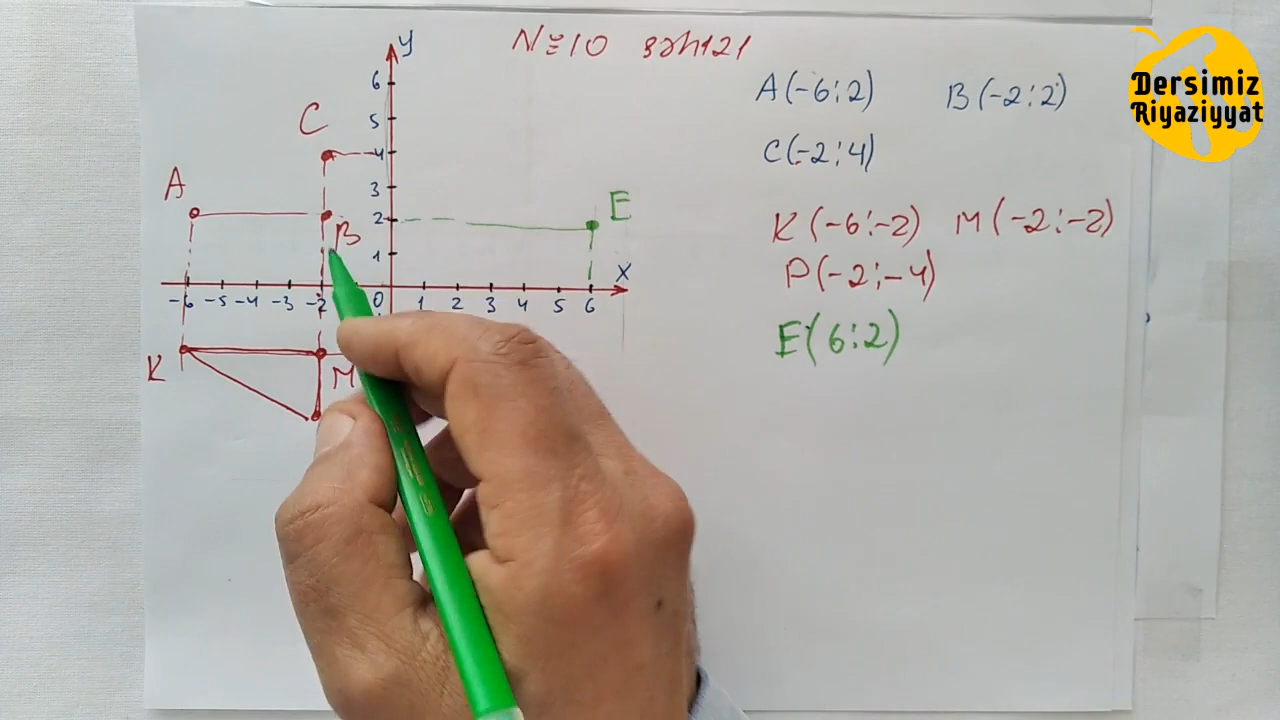 N≌10 səh121
Dersimiz
Riyaziyyat
A(-6;2) B(-2;2)
C(-2;4)
K(-6;-2) M(-2;-2)
P(-2;-4)
E(6;2)
y
6
5
C
4
A
3
E
2
B
1
x
-6 -5 -4 -3 -2 0 1 2 3 4 5 6
K M